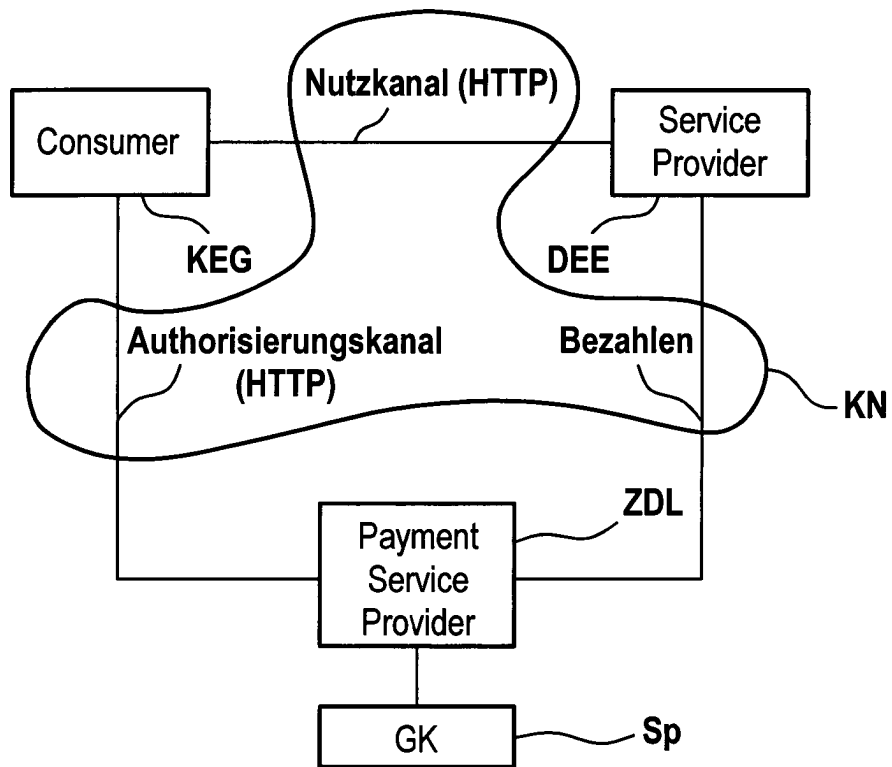 Nutzkanal (HTTP)
Consumer
Service
Provider
KEG
DEE
Authorisierungskanal
(HTTP)
Bezahlen
KN
ZDL
Payment
Service
Provider
GK
Sp